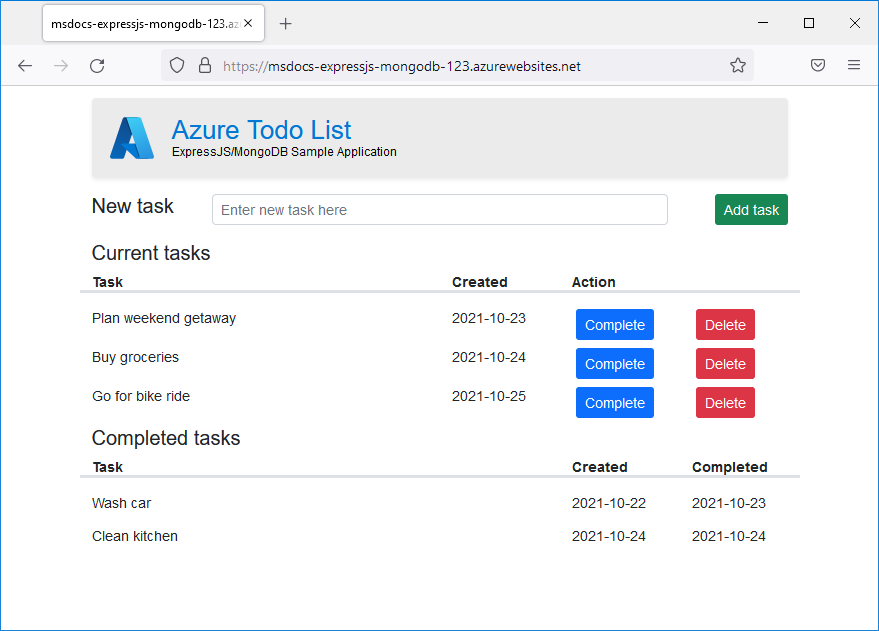 msdocs-expressjs-mongodb-123.az
https://msdocs-expressjs-mongodb-123.azurewebsites.net
Azure Todo List
ExpressJS/MongoDB Sample Application
New task Enter new task here Add task
Current tasks
Task Created Action
Plan weekend getaway 2021-10-23 Complete Delete
Buy groceries 2021-10-24 Complete Delete
Go for bike ride 2021-10-25 Complete Delete
Completed tasks
Task Created Completed
Wash car 2021-10-22 2021-10-23
Clean kitchen 2021-10-24 2021-10-24